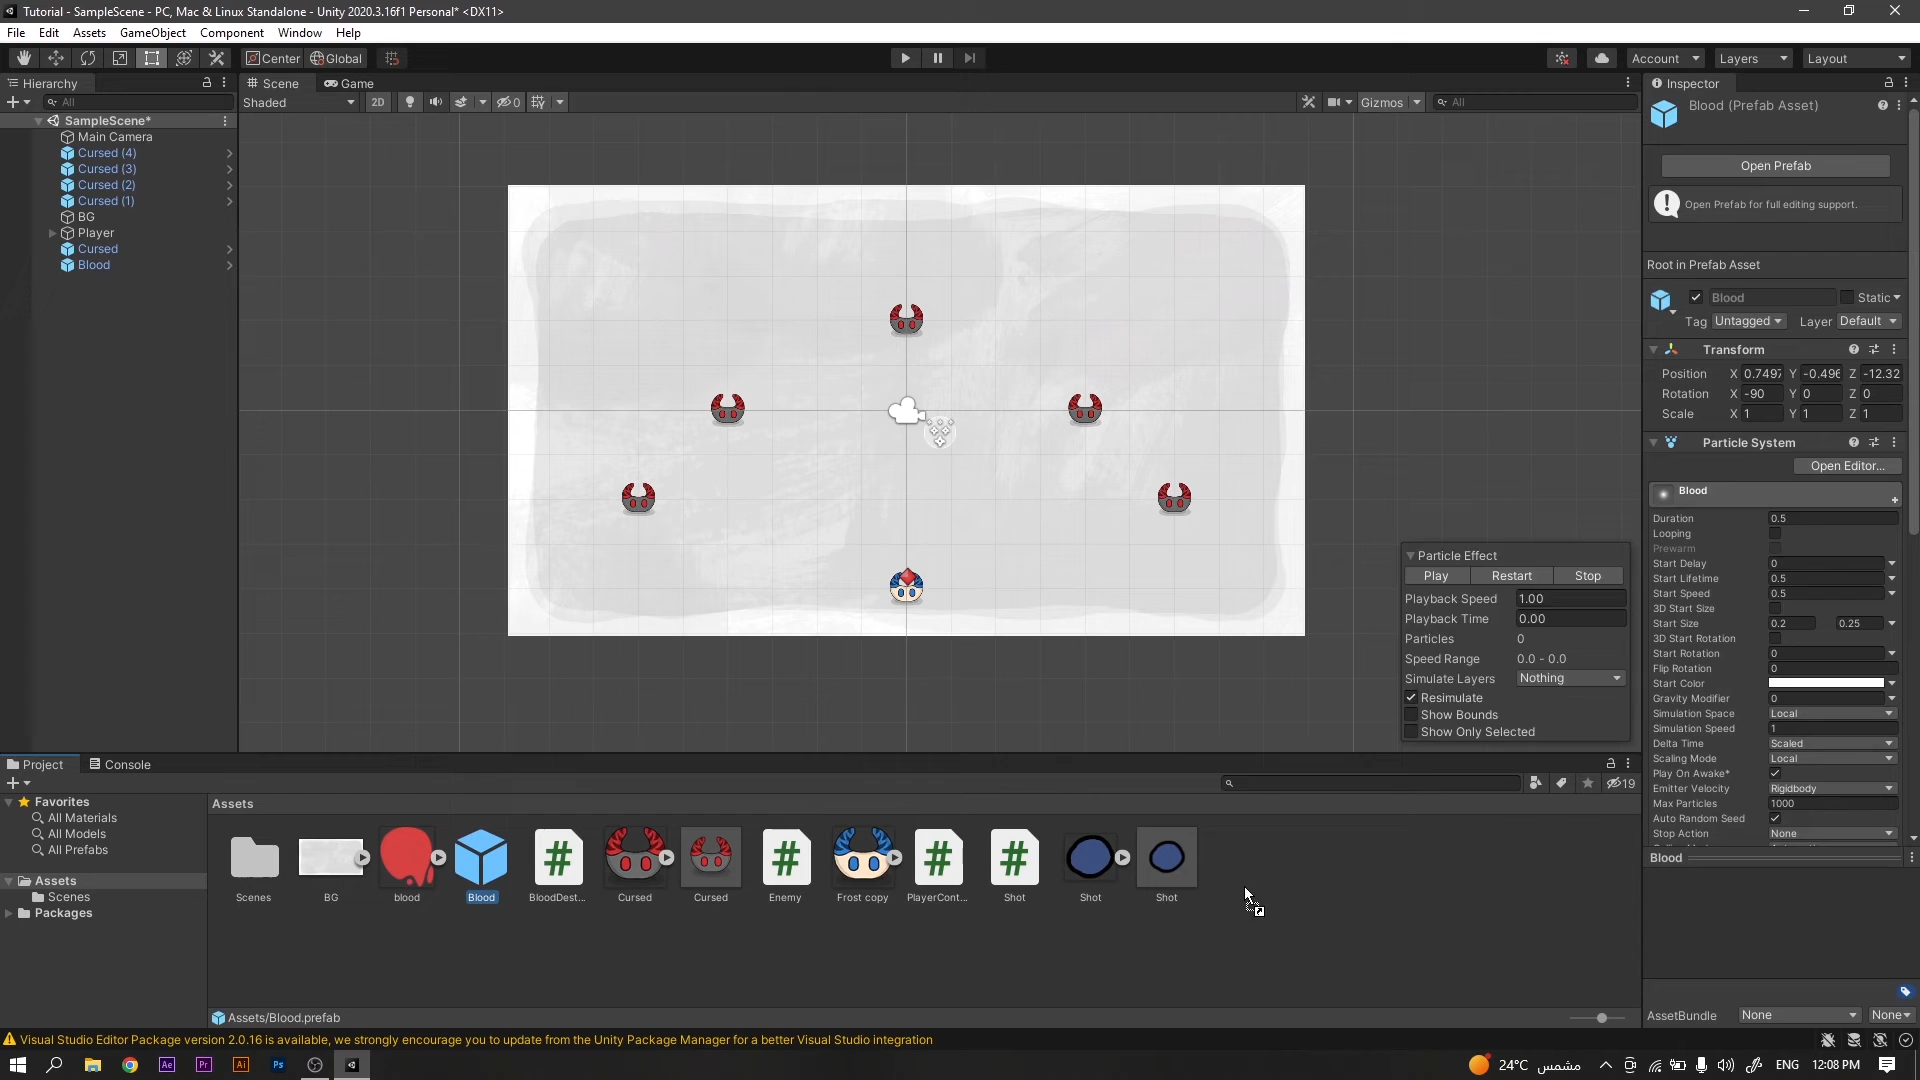 Tutorial - SampleScene - PC, Mac & Linux Standalone - Unity 2020.3.16f1 Personal* <DX11>
File Edit Assets GameObject Component Window Help
Center Global
Account Layers Layout
Hierarchy
All
SampleScene*
Main Camera
Cursed (4)
Cursed (3)
Cursed (2)
Cursed (1)
BG
Player
Cursed
Blood
Scene Game
Shaded 2D 0 Gizmos All
Particle Effect
Play Restart Stop
Playback Speed 1.00
Playback Time 0.00
Particles 0
Speed Range 0.0 - 0.0
Simulate Layers Nothing
Resimulate
Show Bounds
Show Only Selected
Inspector
Blood (Prefab Asset)
Open Prefab
Open Prefab for full editing support.
Root in Prefab Asset
Blood Static
Tag Untagged Layer Default
Transform
Position X 0.7497 Y -0.496 Z -12.32
Rotation X -90 Y 0 Z 0
Scale X 1 Y 1 Z 1
Particle System
Open Editor...
Blood
Duration 0.5
Looping
Prewarm
Start Delay 0
Start Lifetime 0.5
Start Speed 0.5
3D Start Size
Start Size 0.2 0.25
3D Start Rotation
Start Rotation 0
Flip Rotation 0
Start Color
Gravity Modifier 0
Simulation Space Local
Simulation Speed 1
Delta Time Scaled
Scaling Mode Local
Play On Awake*
Emitter Velocity Rigidbody
Max Particles 1000
Auto Random Seed
Stop Action None
Blood
AssetBundle None None
Project Console
19
Favorites
All Materials
All Models
All Prefabs
Assets
Scenes
Packages
Assets
Scenes BG blood Blood BloodDest... Cursed Cursed Enemy Frost copy PlayerCont... Shot Shot Shot
Assets/Blood.prefab
Visual Studio Editor Package version 2.0.16 is available, we strongly encourage you to update from the Unity Package Manager for a better Visual Studio integration
Ae Pr Ai Ps
24°C مشمس ENG 12:08 PM